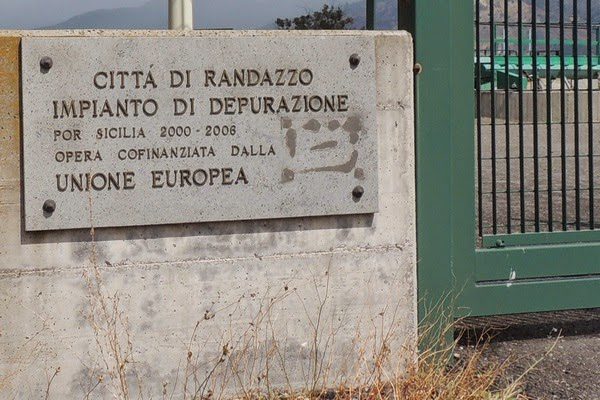 CITTÁ DI RANDAZZO
IMPIANTO DI DEPURAZIONE
POR SICILIA 2000 - 2006
OPERA COFINANZIATA DALLA
UNIONE EUROPEA